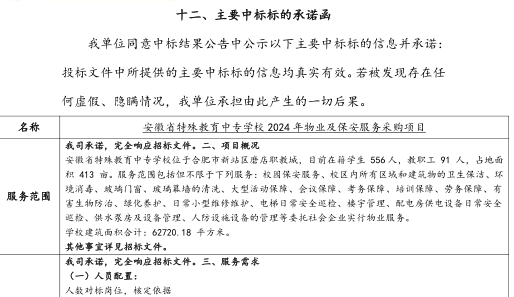 十二、主要中标标的承诺函
我单位同意中标结果公告中公示以下主要中标标的信息并承诺：
投标文件中所提供的主要中标标的信息均真实有效。若被发现存在任
何虚假、隐瞒情况，我单位承担由此产生的一切后果。
名称
安徽省特殊教育中专学校 2024 年物业及保安服务采购项目
服务范围
我司承诺，完全响应招标文件。二、项目概况
安徽省特殊教育中专学校位于合肥市新站区磨店职教城，目前在籍学生 556 人，教职工 91 人，占地面
积 413 亩。服务范围包括但不限于下列服务：校园保安服务、校区内所有区域和建筑物的卫生保洁、环
境消毒、玻璃门窗、玻璃幕墙的清洗、大型活动保障、会议保障、考务保障、培训保障、劳务保障、有
害生物防治、绿化养护、日常小型维修维护、电梯日常安全巡检、楼宇管理、配电房供电设备日常安全
巡检、供水泵房及设备管理、人防设施设备的管理等委托社会企业实行物业服务。
学校建筑面积合计：62720.18 平方米。
其他事宜详见招标文件。
我司承诺，完全响应招标文件。三、服务需求
（一）人员配置：
人数对标岗位，核定依据